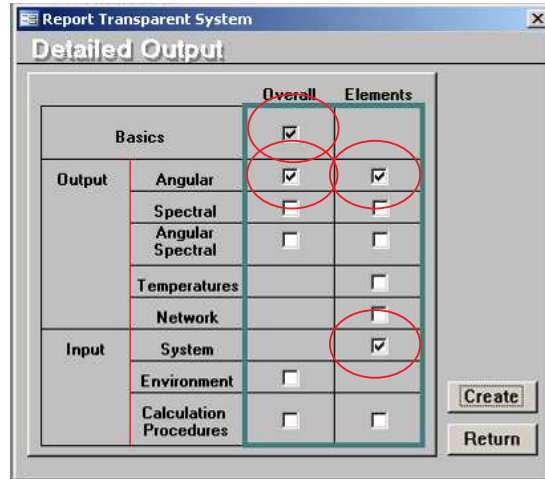 Report Transparent System
Detailed Output
Overall Elements
Basics
Output Angular
Spectral
Angular
Spectral
Temperatures
Network
Input System
Environment
Calculation
Procedures
Create
Return